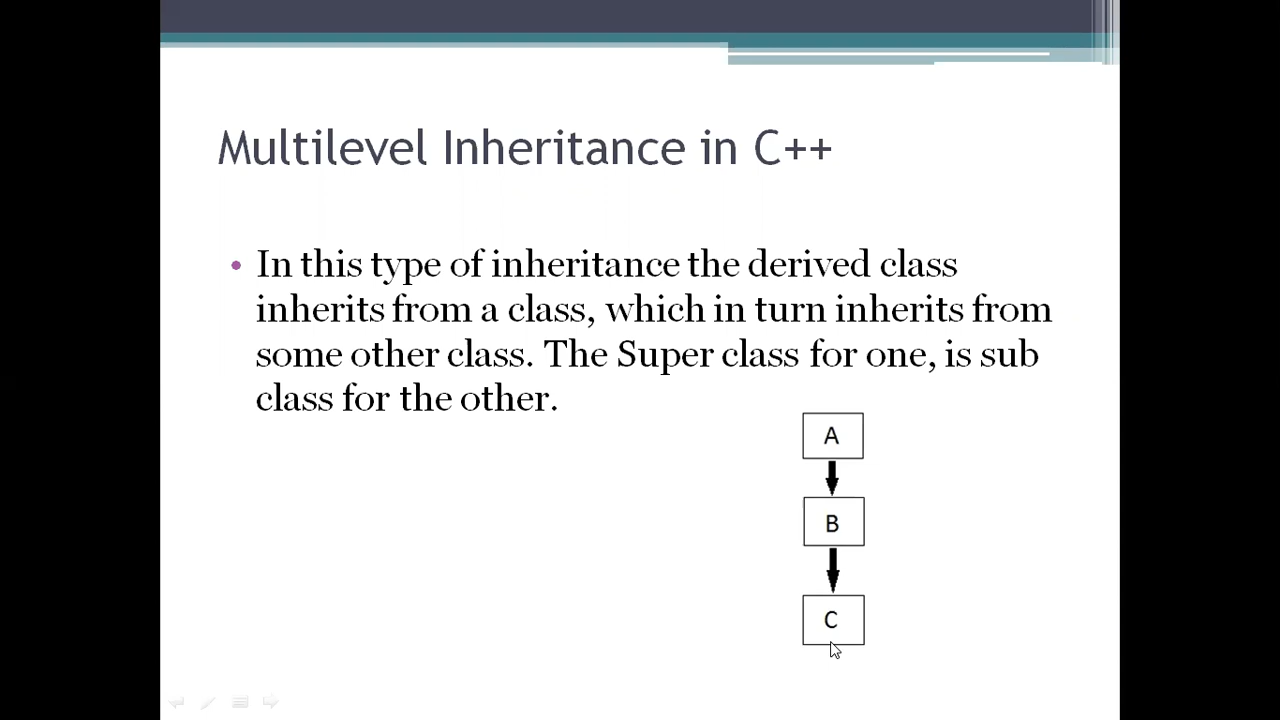 Multilevel Inheritance in C++
• In this type of inheritance the derived class
inherits from a class, which in turn inherits from
some other class. The Super class for one, is sub
class for the other.
A
B
C